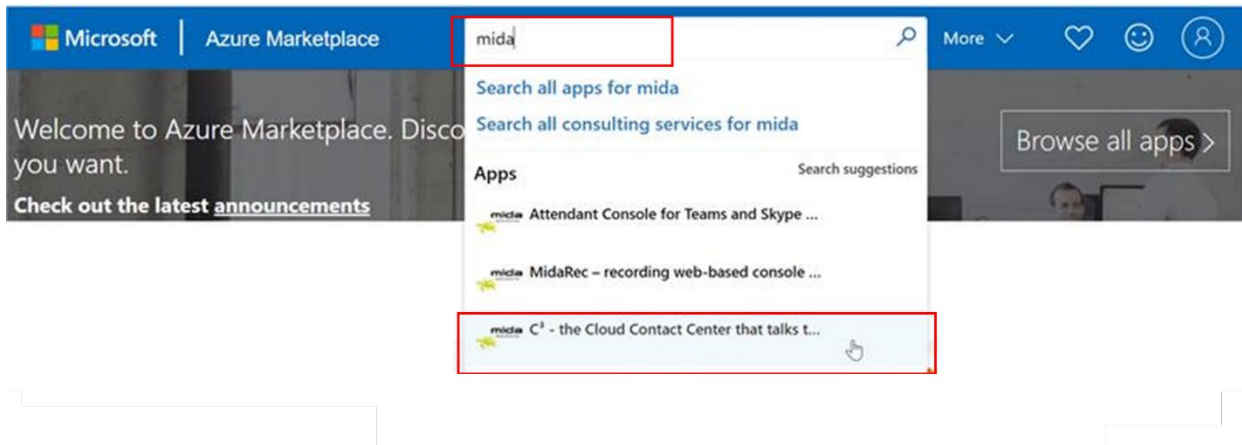 Microsoft Azure Marketplace mida More
Search all apps for mida
Search all consulting services for mida
Welcome to Azure Marketplace. Disco
you want.
Browse all apps >
Check out the latest announcements
Apps Search suggestions
mida Attendant Console for Teams and Skype ...
mida MidaRec – recording web-based console ...
mida C³ - the Cloud Contact Center that talks t...